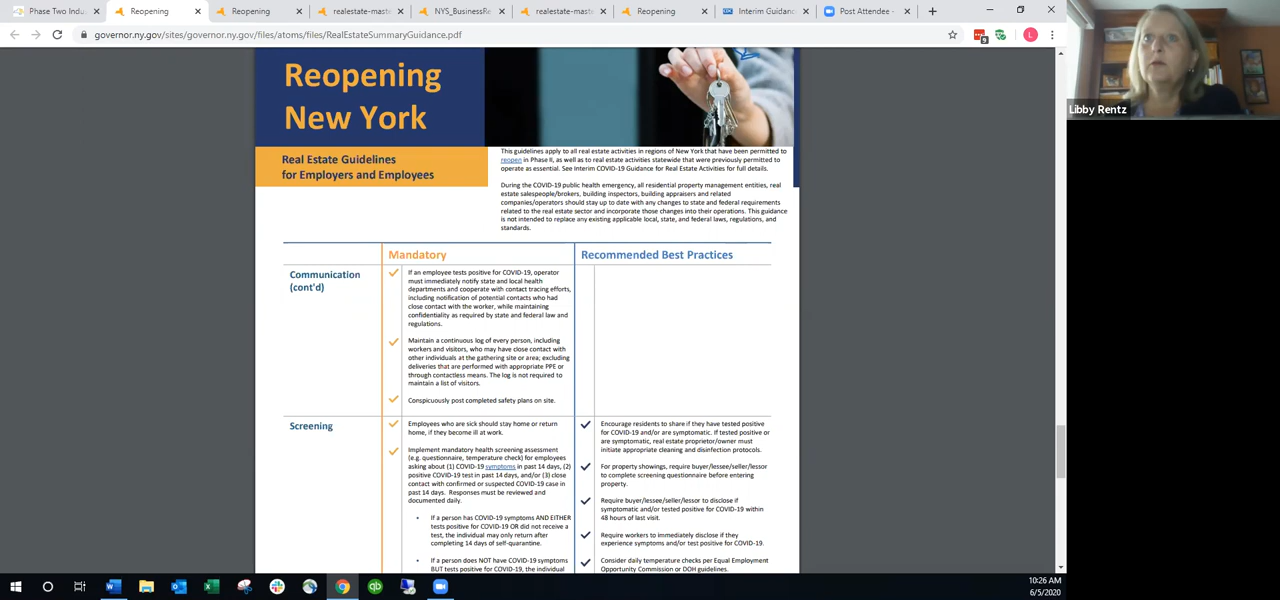 Phase Two Indu
Reopening
Reopening
realestate-maste
NYS_BusinessRe
realestate-maste
Reopening
Interim Guidanc
Post Attendee -
governor.ny.gov/sites/governor.ny.gov/files/atoms/files/RealEstateSummaryGuidance.pdf
9
L
Libby Rentz
Reopening
New York
Real Estate Guidelines
for Employers and Employees
This guidelines apply to all real estate activities in regions of New York that have been permitted to
reopen in Phase II, as well as to real estate activities statewide that were previously permitted to
operate as essential. See Interim COVID-19 Guidance for Real Estate Activities for full details.
During the COVID-19 public health emergency, all residential property management entities, real
estate salespeople/brokers, building inspectors, building appraisers and related
companies/operators should stay up to date with any changes to state and federal requirements
related to the real estate sector and incorporate those changes into their operations. This guidance
is not intended to replace any existing applicable local, state, and federal laws, regulations, and
standards.
Mandatory
Recommended Best Practices
Communication
(cont'd)
If an employee tests positive for COVID-19, operator
must immediately notify state and local health
departments and cooperate with contact tracing efforts,
including notification of potential contacts who had
close contact with the worker, while maintaining
confidentiality as required by state and federal law and
regulations.
Maintain a continuous log of every person, including
workers and visitors, who may have close contact with
other individuals at the gathering site or area; excluding
deliveries that are performed with appropriate PPE or
through contactless means. The log is not required to
maintain a list of visitors.
Conspicuously post completed safety plans on site.
Screening
Employees who are sick should stay home or return
home, if they become ill at work.
Implement mandatory health screening assessment
(e.g. questionnaire, temperature check) for employees
asking about (1) COVID-19 symptoms in past 14 days, (2)
positive COVID-19 test in past 14 days, and/or (3) close
contact with confirmed or suspected COVID-19 case in
past 14 days. Responses must be reviewed and
documented daily.
• If a person has COVID-19 symptoms AND EITHER
tests positive for COVID-19 OR did not receive a
test, the individual may only return after
completing 14 days of self-quarantine.
• If a person does NOT have COVID-19 symptoms
BUT tests positive for COVID-19, the individual
Encourage residents to share if they have tested positive
for COVID-19 and/or are symptomatic. If tested positive or
are symptomatic, real estate proprietor/owner must
initiate appropriate cleaning and disinfection protocols.
For property showings, require buyer/lessee/seller/lessor
to complete screening questionnaire before entering
property.
Require buyer/lessee/seller/lessor to disclose if
symptomatic and/or tested positive for COVID-19 within
48 hours of last visit.
Require workers to immediately disclose if they
experience symptoms and/or test positive for COVID-19.
Consider daily temperature checks per Equal Employment
Opportunity Commission or DOH guidelines.
10:26 AM
6/5/2020